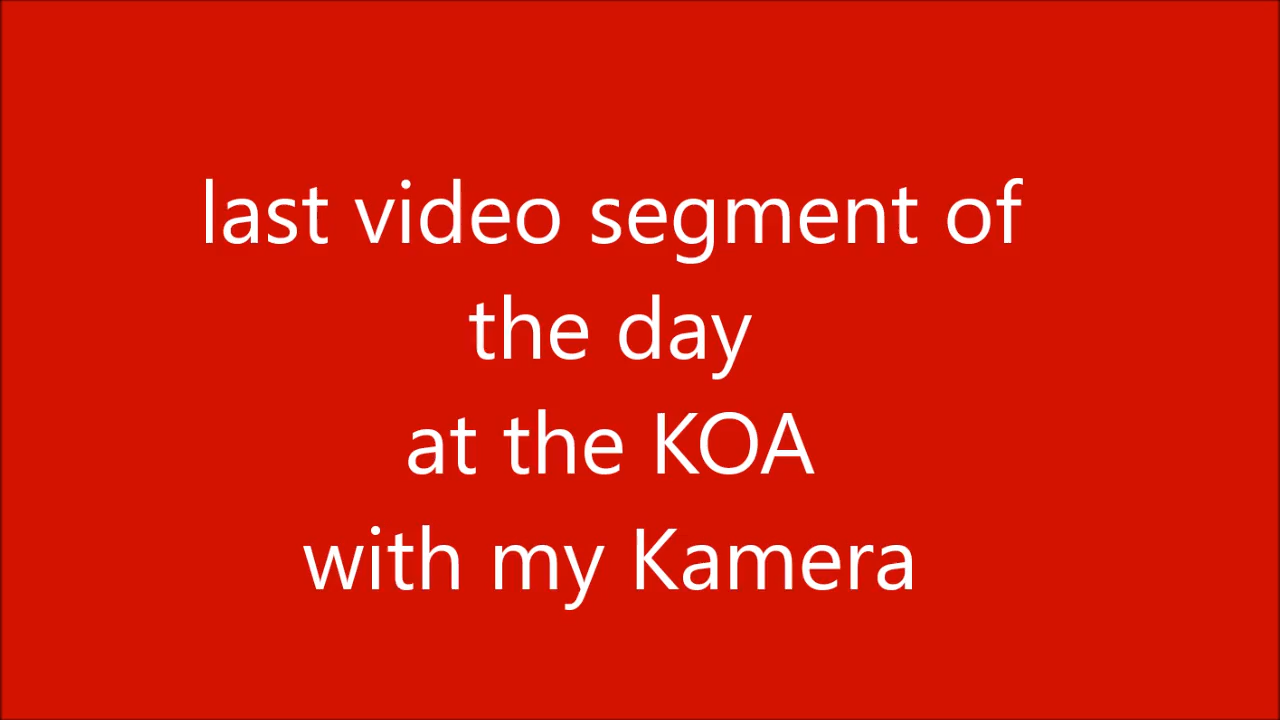 last video segment of
the day
at the KOA
with my Kamera